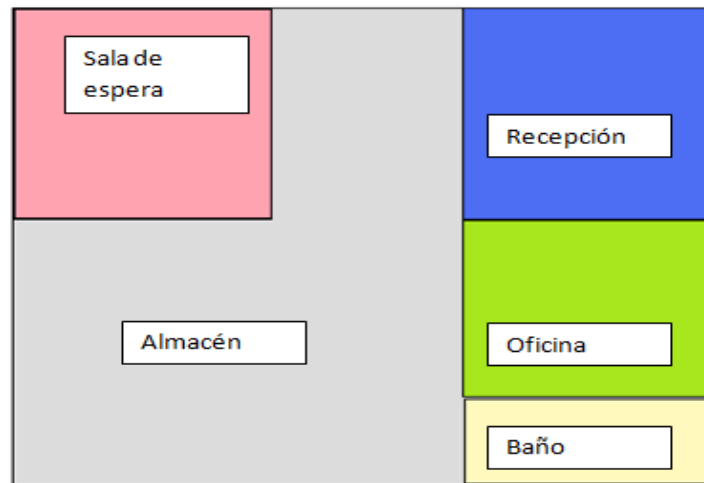 Sala de
espera
Recepción
Almacén
Oficina
Baño